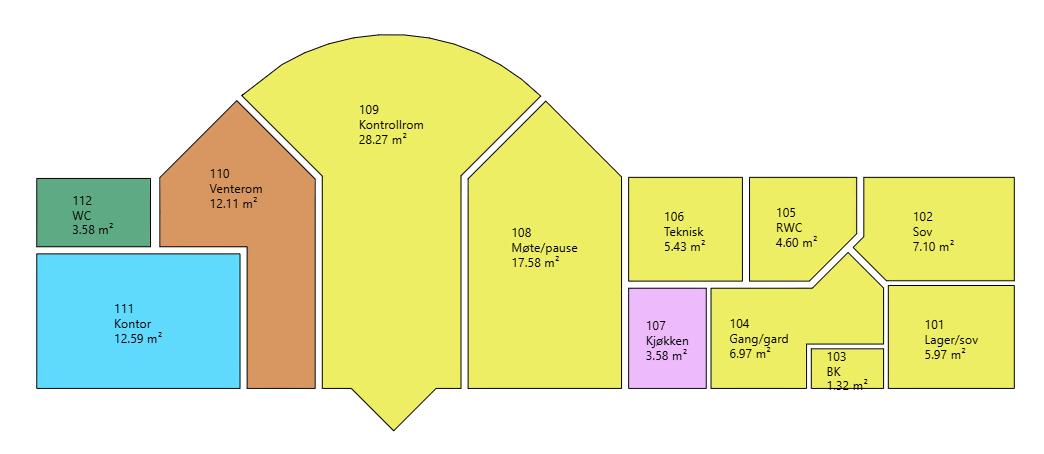 109
Kontrollrom
28.27 m²
110
Venterom
12.11 m²
112
WC
3.58 m²
108
Møte/pause
17.58 m²
106
Teknisk
5.43 m²
105
RWC
4.60 m²
102
Sov
7.10 m²
111
Kontor
12.59 m²
107
Kjøkken
3.58 m²
104
Gang/gard
6.97 m²
103
BK
1.32 m²
101
Lager/sov
5.97 m²